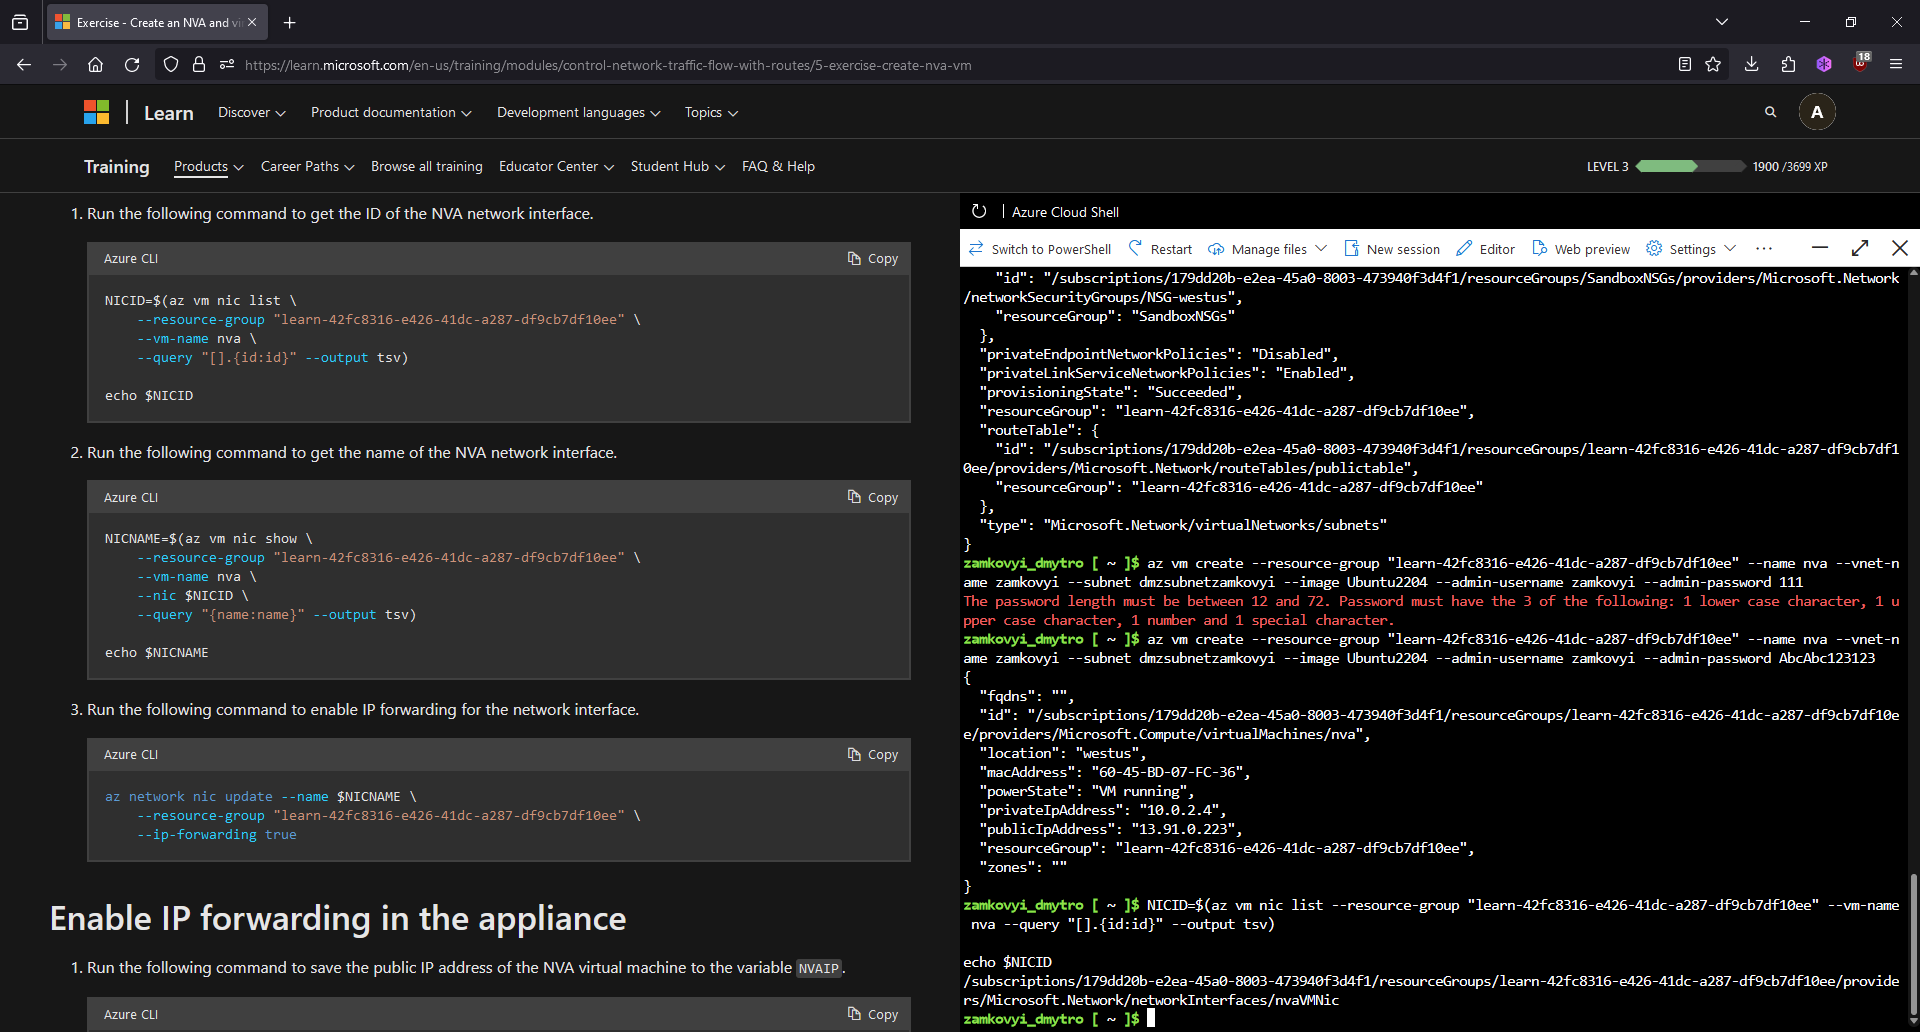 Exercise - Create an NVA and vi
https://learn.microsoft.com/en-us/training/modules/control-network-traffic-flow-with-routes/5-exercise-create-nva-vm
18
Learn
Discover
Product documentation
Development languages
Topics
A
Training
Products
Career Paths
Browse all training
Educator Center
Student Hub
FAQ & Help
LEVEL 3
1900 /3699 XP
1. Run the following command to get the ID of the NVA network interface.
Azure CLI
Copy
NICID=$(az vm nic list \
--resource-group "learn-42fc8316-e426-41dc-a287-df9cb7df10ee" \
--vm-name nva \
--query "[].{id:id}" --output tsv)
echo $NICID
2. Run the following command to get the name of the NVA network interface.
Azure CLI
Copy
NICNAME=$(az vm nic show \
--resource-group "learn-42fc8316-e426-41dc-a287-df9cb7df10ee" \
--vm-name nva \
--nic $NICID \
--query "{name:name}" --output tsv)
echo $NICNAME
3. Run the following command to enable IP forwarding for the network interface.
Azure CLI
Copy
az network nic update --name $NICNAME \
--resource-group "learn-42fc8316-e426-41dc-a287-df9cb7df10ee" \
--ip-forwarding true
Enable IP forwarding in the appliance
1. Run the following command to save the public IP address of the NVA virtual machine to the variable NVAIP.
Azure CLI
Copy
Azure Cloud Shell
Switch to PowerShell
Restart
Manage files
New session
Editor
Web preview
Settings
"id": "/subscriptions/179dd20b-e2ea-45a0-8003-473940f3d4f1/resourceGroups/SandboxNSGs/providers/Microsoft.Network
/networkSecurityGroups/NSG-westus",
"resourceGroup": "SandboxNSGs"
},
"privateEndpointNetworkPolicies": "Disabled",
"privateLinkServiceNetworkPolicies": "Enabled",
"provisioningState": "Succeeded",
"resourceGroup": "learn-42fc8316-e426-41dc-a287-df9cb7df10ee",
"routeTable": {
"id": "/subscriptions/179dd20b-e2ea-45a0-8003-473940f3d4f1/resourceGroups/learn-42fc8316-e426-41dc-a287-df9cb7df1
0ee/providers/Microsoft.Network/routeTables/publictable",
"resourceGroup": "learn-42fc8316-e426-41dc-a287-df9cb7df10ee"
},
"type": "Microsoft.Network/virtualNetworks/subnets"
}
zamkovyi_dmytro [ ~ ]$ az vm create --resource-group "learn-42fc8316-e426-41dc-a287-df9cb7df10ee" --name nva --vnet-n
ame zamkovyi --subnet dmzsubnetzamkovyi --image Ubuntu2204 --admin-username zamkovyi --admin-password 111
The password length must be between 12 and 72. Password must have the 3 of the following: 1 lower case character, 1 u
pper case character, 1 number and 1 special character.
zamkovyi_dmytro [ ~ ]$ az vm create --resource-group "learn-42fc8316-e426-41dc-a287-df9cb7df10ee" --name nva --vnet-n
ame zamkovyi --subnet dmzsubnetzamkovyi --image Ubuntu2204 --admin-username zamkovyi --admin-password AbcAbc123123
{
"fqdns": "",
"id": "/subscriptions/179dd20b-e2ea-45a0-8003-473940f3d4f1/resourceGroups/learn-42fc8316-e426-41dc-a287-df9cb7df10e
e/providers/Microsoft.Compute/virtualMachines/nva",
"location": "westus",
"macAddress": "60-45-BD-07-FC-36",
"powerState": "VM running",
"privateIpAddress": "10.0.2.4",
"publicIpAddress": "13.91.0.223",
"resourceGroup": "learn-42fc8316-e426-41dc-a287-df9cb7df10ee",
"zones": ""
}
zamkovyi_dmytro [ ~ ]$ NICID=$(az vm nic list --resource-group "learn-42fc8316-e426-41dc-a287-df9cb7df10ee" --vm-name
nva --query "[].{id:id}" --output tsv)
echo $NICID
/subscriptions/179dd20b-e2ea-45a0-8003-473940f3d4f1/resourceGroups/learn-42fc8316-e426-41dc-a287-df9cb7df10ee/provide
rs/Microsoft.Network/networkInterfaces/nvaVMNic
zamkovyi_dmytro [ ~ ]$